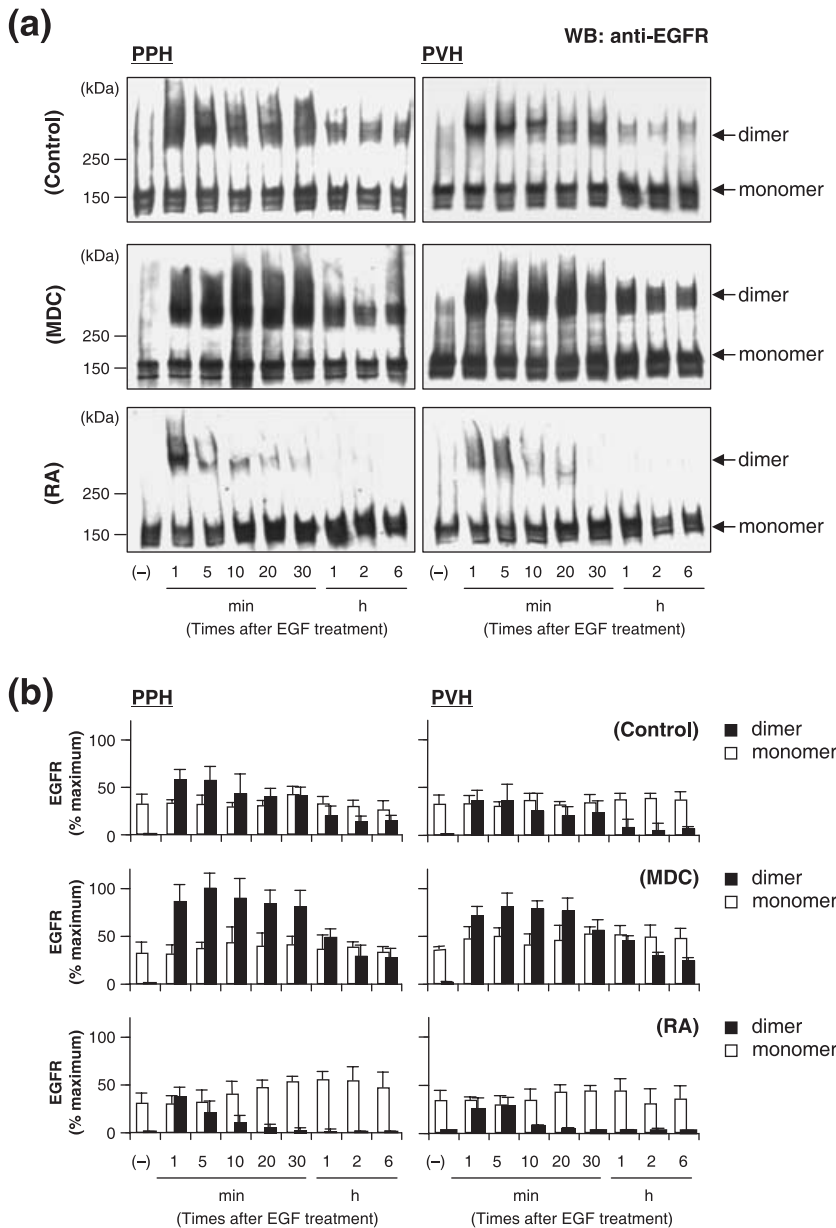 (a)
WB: anti-EGFR
PPH
PVH
(kDa)
(Control)
250
150
dimer
monomer
(kDa)
(MDC)
250
150
dimer
monomer
(kDa)
(RA)
250
150
dimer
monomer
(–) 1 5 10 20 30 1 2 6
(–) 1 5 10 20 30 1 2 6
min h
min h
(Times after EGF treatment)
(Times after EGF treatment)
(b)
PPH
PVH
EGFR
(% maximum)
100
50
0
(Control)
dimer
monomer
EGFR
(% maximum)
100
50
0
(MDC)
dimer
monomer
EGFR
(% maximum)
100
50
0
(RA)
dimer
monomer
(–) 1 5 10 20 30 1 2 6
(–) 1 5 10 20 30 1 2 6
min h
min h
(Times after EGF treatment)
(Times after EGF treatment)